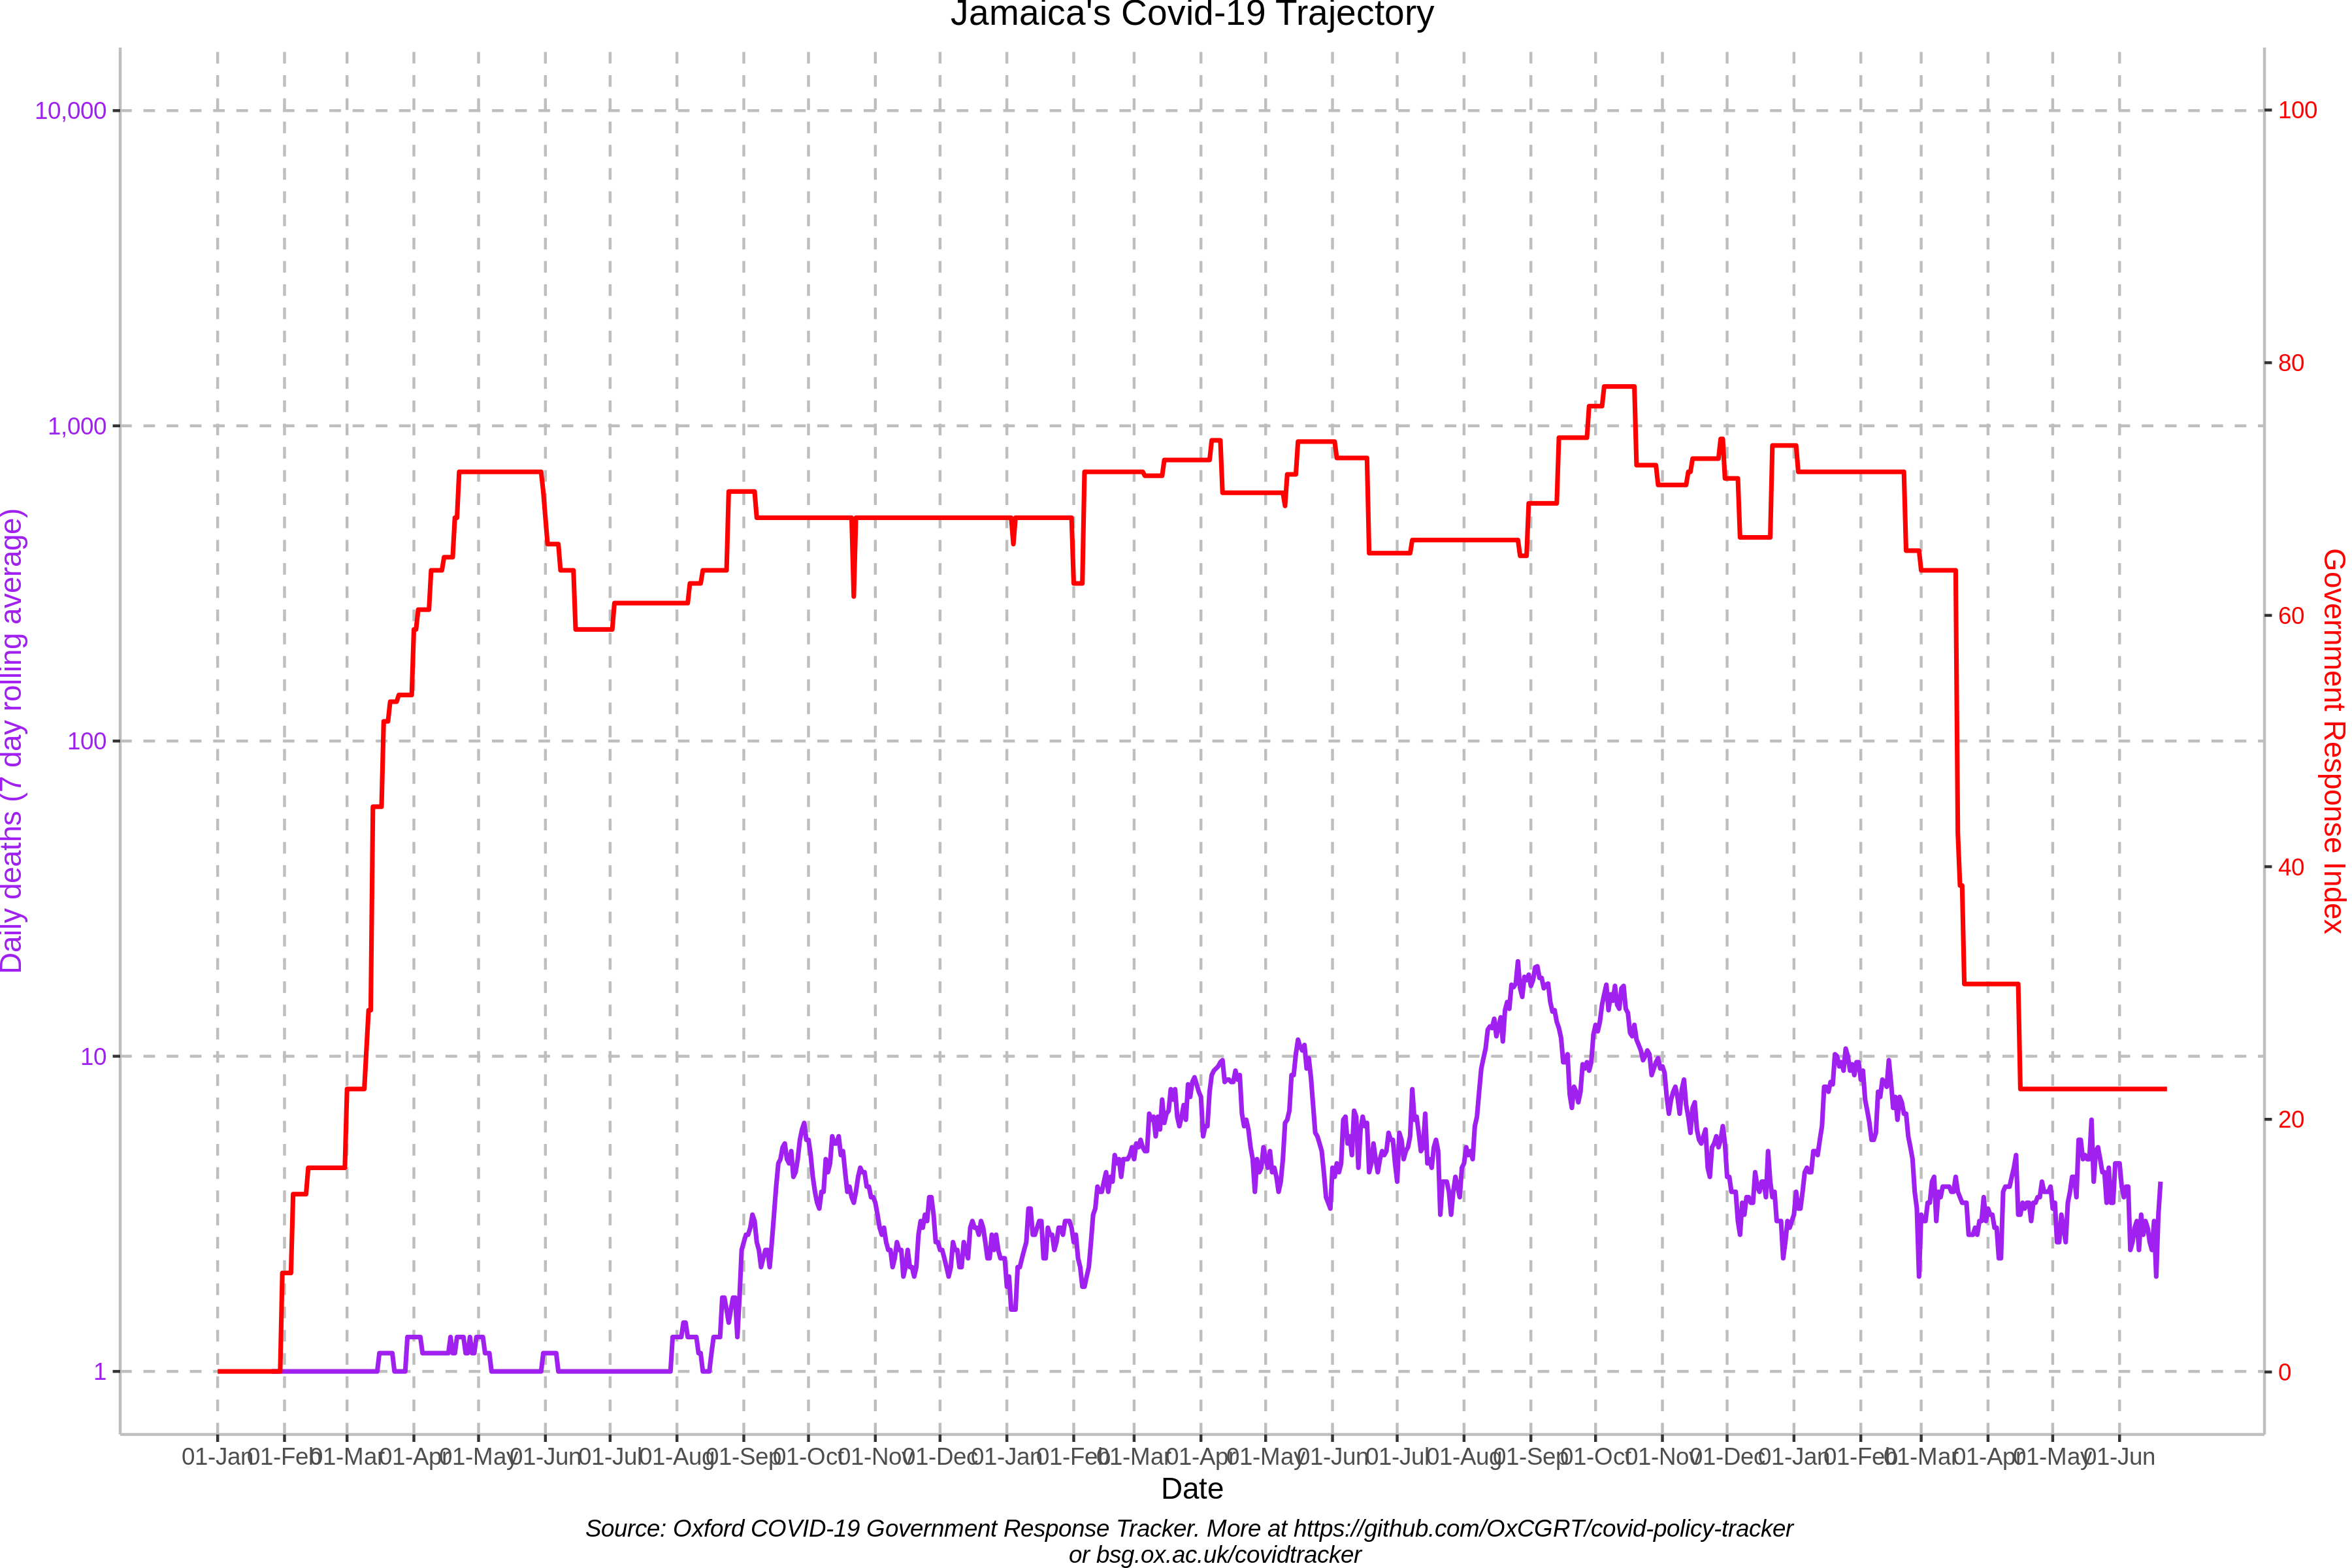 Jamaica's Covid-19 Trajectory
10,000
1,000
100
10
1
Daily deaths (7 day rolling average)
100
80
60
40
20
0
Government Response Index
01-Jan 01-Feb 01-Mar 01-Apr 01-May 01-Jun 01-Jul 01-Aug 01-Sep 01-Oct 01-Nov 01-Dec 01-Jan 01-Feb 01-Mar 01-Apr 01-May 01-Jun 01-Jul 01-Aug 01-Sep 01-Oct 01-Nov 01-Dec 01-Jan 01-Feb 01-Mar 01-Apr 01-May 01-Jun
Date
Source: Oxford COVID-19 Government Response Tracker. More at https://github.com/OxCGRT/covid-policy-tracker
or bsg.ox.ac.uk/covidtracker